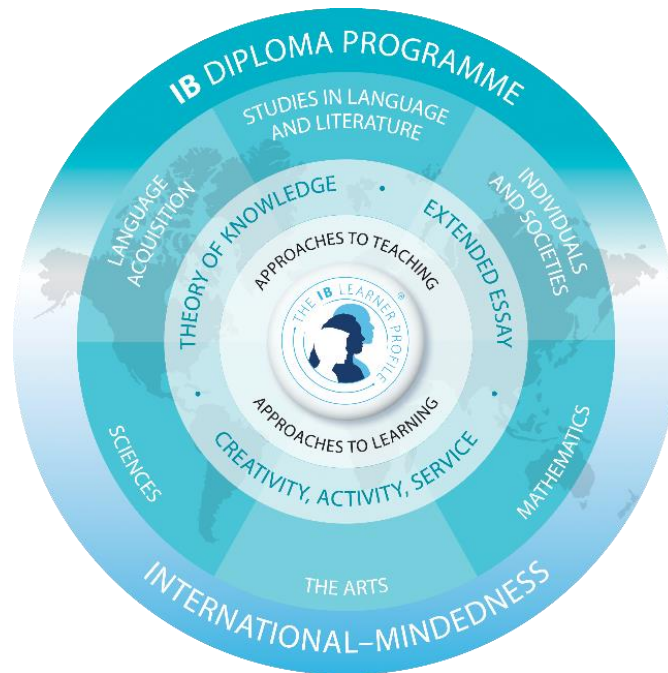 IB DIPLOMA PROGRAMME
STUDIES IN LANGUAGE
AND LITERATURE
LANGUAGE
ACQUISITION
INDIVIDUALS
AND SOCIETIES
THEORY OF KNOWLEDGE
•
EXTENDED ESSAY
APPROACHES TO TEACHING
THE IB LEARNER PROFILE ®
APPROACHES TO LEARNING
•
•
CREATIVITY, ACTIVITY, SERVICE
SCIENCES
MATHEMATICS
THE ARTS
INTERNATIONAL–MINDEDNESS